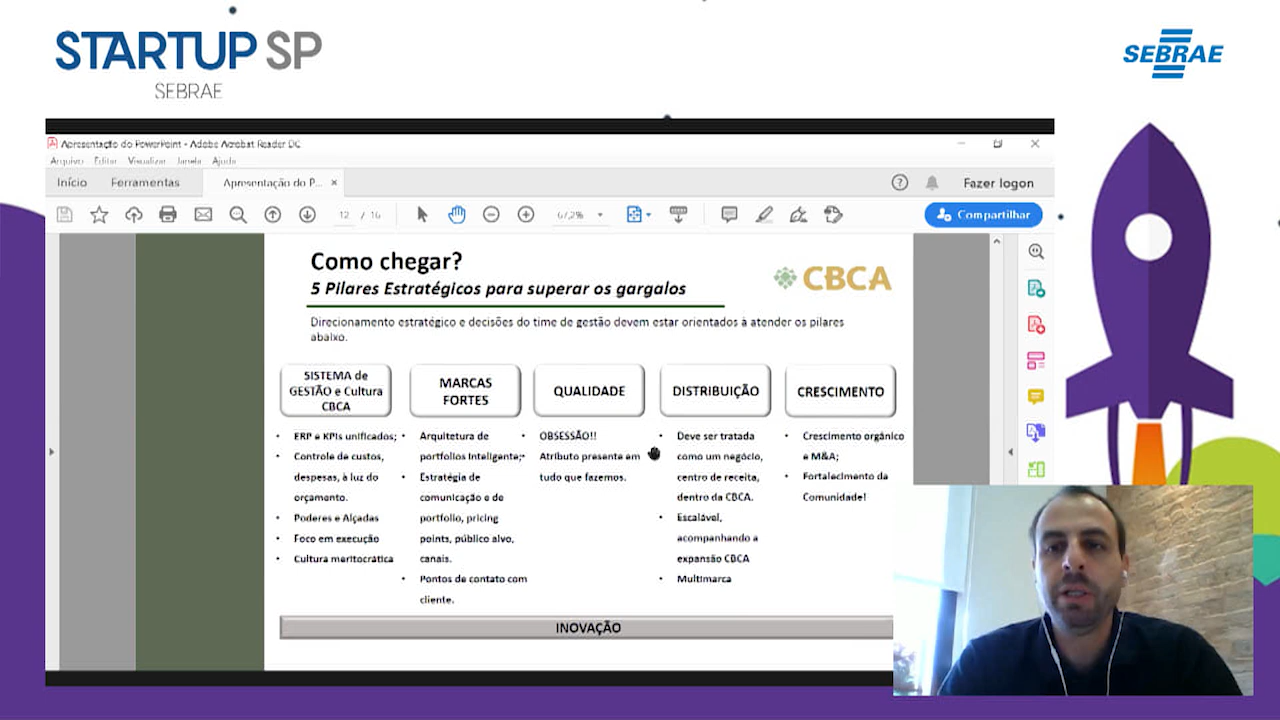 STARTUP SP
SEBRAE
SEBRAE
Apresentação do PowerPoint - Adobe Acrobat Reader DC
Arquivo Editar Visualizar Janela Ajuda
Início Ferramentas Apresentação do P... × Fazer logon
12 / 16 67,2% Compartilhar
Como chegar?
5 Pilares Estratégicos para superar os gargalos
CBCA
Direcionamento estratégico e decisões do time de gestão devem estar orientados à atender os pilares
abaixo.
SISTEMA de
GESTÃO e Cultura
CBCA
• ERP e KPIs unificados;
• Controle de custos,
despesas, à luz do
orçamento.
• Poderes e Alçadas
• Foco em execução
• Cultura meritocrática
MARCAS
FORTES
• Arquitetura de
portfolios Inteligente;
• Estratégia de
comunicação e de
portfolio, pricing
points, público alvo,
canais.
• Pontos de contato com
cliente.
QUALIDADE
• OBSESSÃO!!
• Atributo presente em
tudo que fazemos.
DISTRIBUIÇÃO
• Deve ser tratada
como um negócio,
centro de receita,
dentro da CBCA.
• Escalável,
acompanhando a
expansão CBCA
• Multimarca
CRESCIMENTO
• Crescimento orgânico
e M&A;
• Fortalecimento da
Comunidade!
INOVAÇÃO